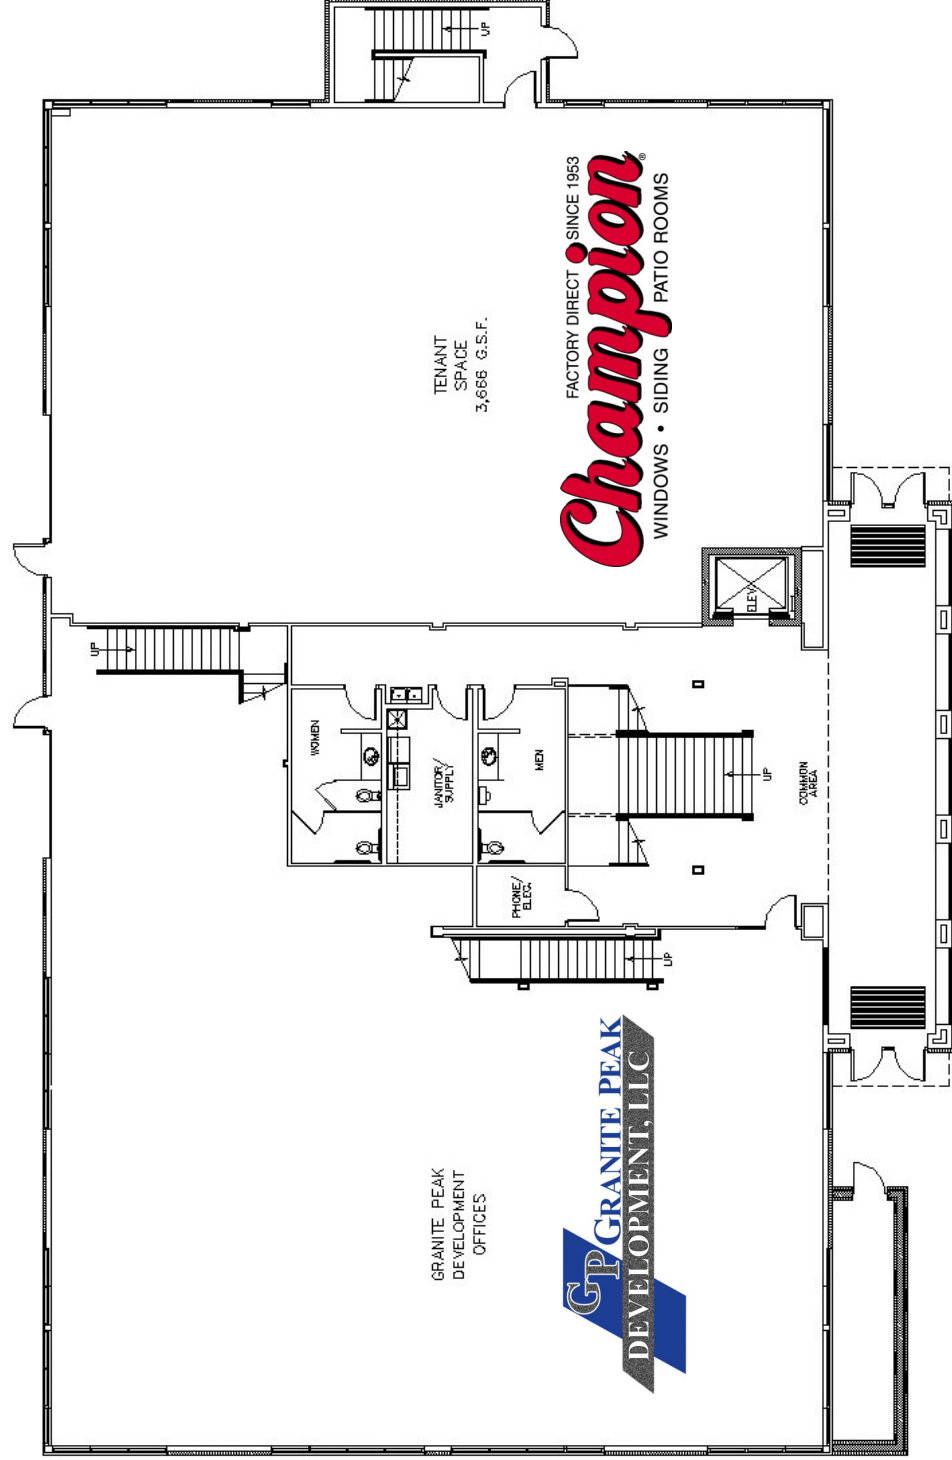 UP
FACTORY DIRECT SINCE 1953
Champion®
WINDOWS • SIDING PATIO ROOMS
TENANT
SPACE
3,666 G.S.F.
ELEV.
UP
WOMEN
JANITOR/
SUPPLY
MEN
UP
COMMON
AREA
PHONE/
ELEC.
UP
GRANITE PEAK
DEVELOPMENT
OFFICES
GP GRANITE PEAK
DEVELOPMENT, LLC